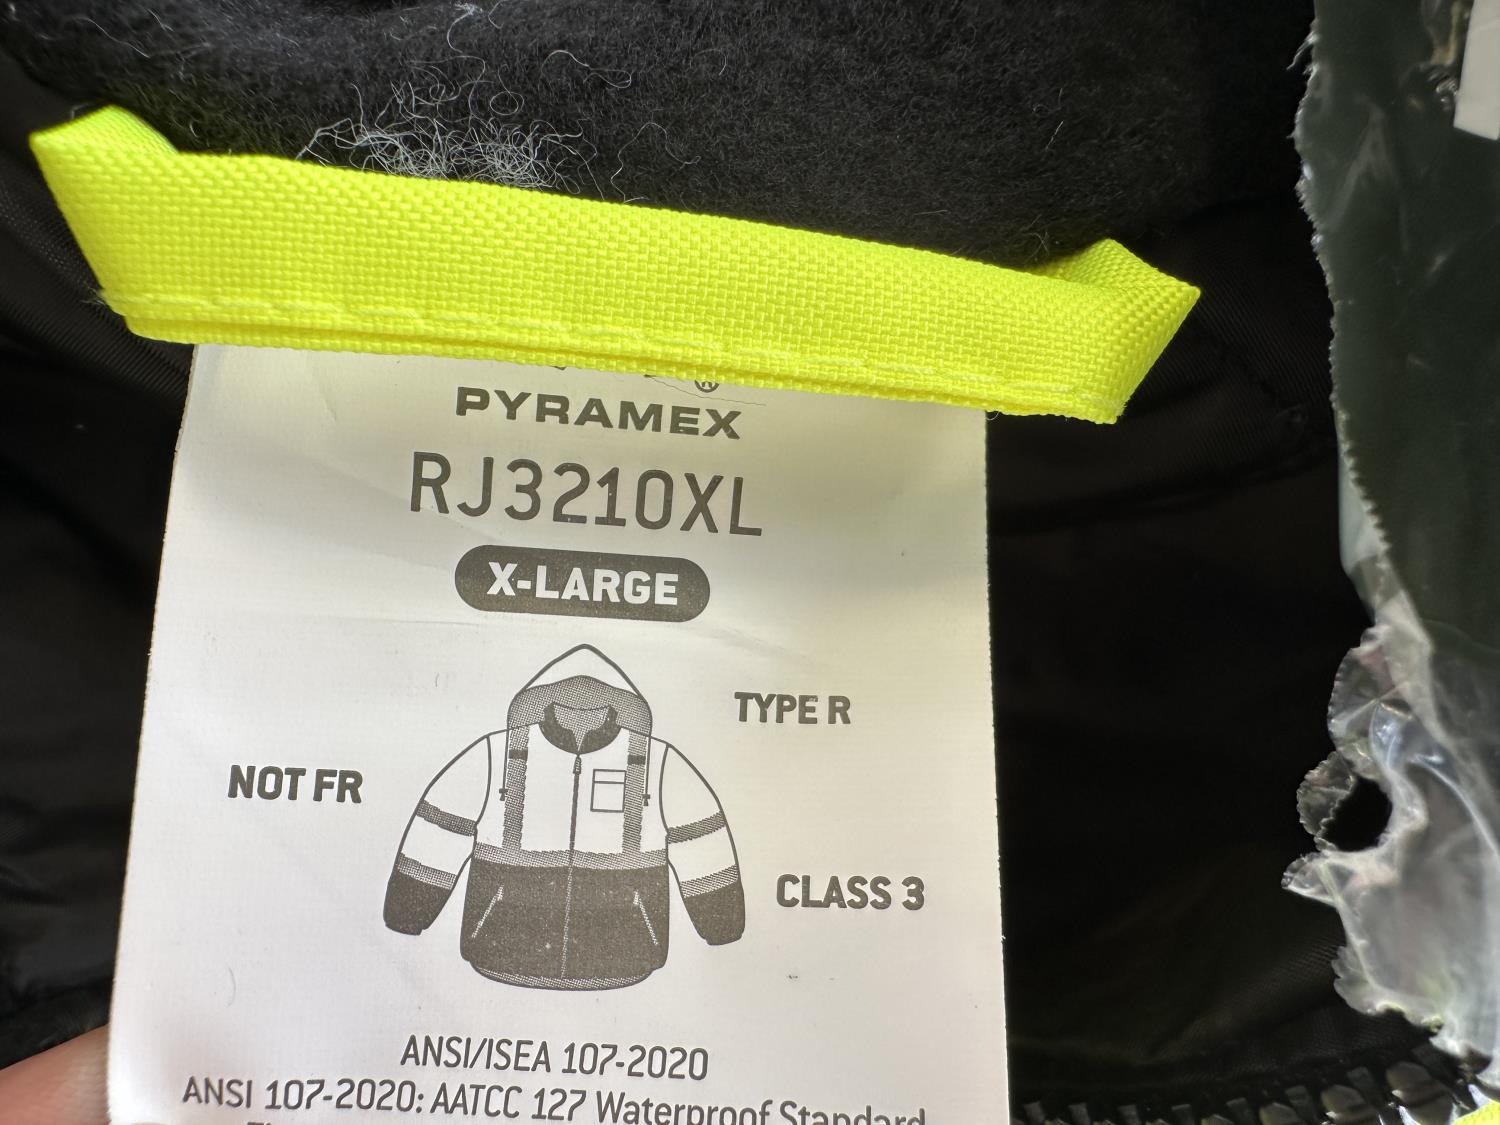 ®
PYRAMEX
RJ3210XL
X-LARGE
TYPE R
NOT FR
CLASS 3
ANSI/ISEA 107-2020
ANSI 107-2020: AATCC 127 Waterproof Standard